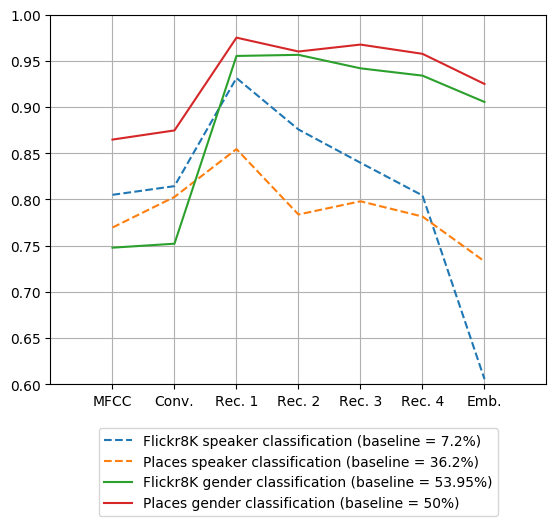 1.00
0.95
0.90
0.85
0.80
0.75
0.70
0.65
0.60
MFCC Conv. Rec. 1 Rec. 2 Rec. 3 Rec. 4 Emb.
Flickr8K speaker classification (baseline = 7.2%)
Places speaker classification (baseline = 36.2%)
Flickr8K gender classification (baseline = 53.95%)
Places gender classification (baseline = 50%)